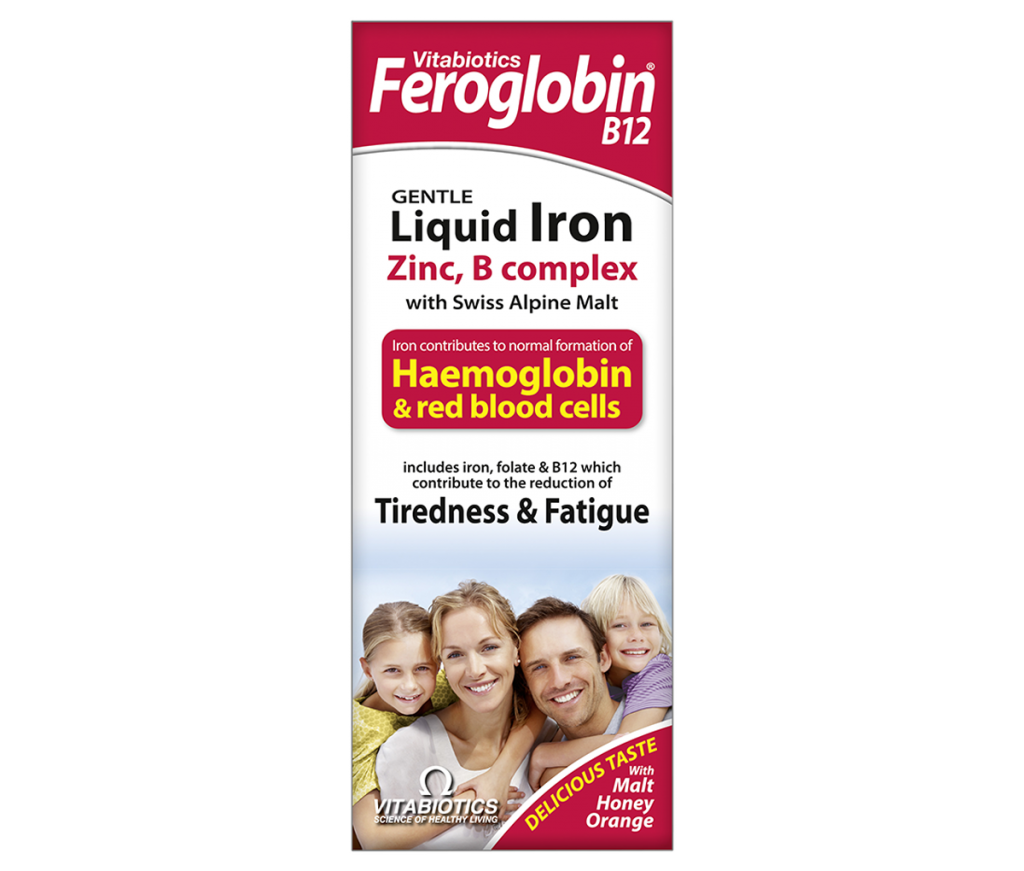 Vitabiotics
Feroglobin®
B12
GENTLE
Liquid Iron
Zinc, B complex
with Swiss Alpine Malt
Iron contributes to normal formation of
Haemoglobin
& red blood cells
includes iron, folate & B12 which
contribute to the reduction of
Tiredness & Fatigue
DELICIOUS TASTE
With
Malt
Honey
Orange
VITABIOTICS
SCIENCE OF HEALTHY LIVING